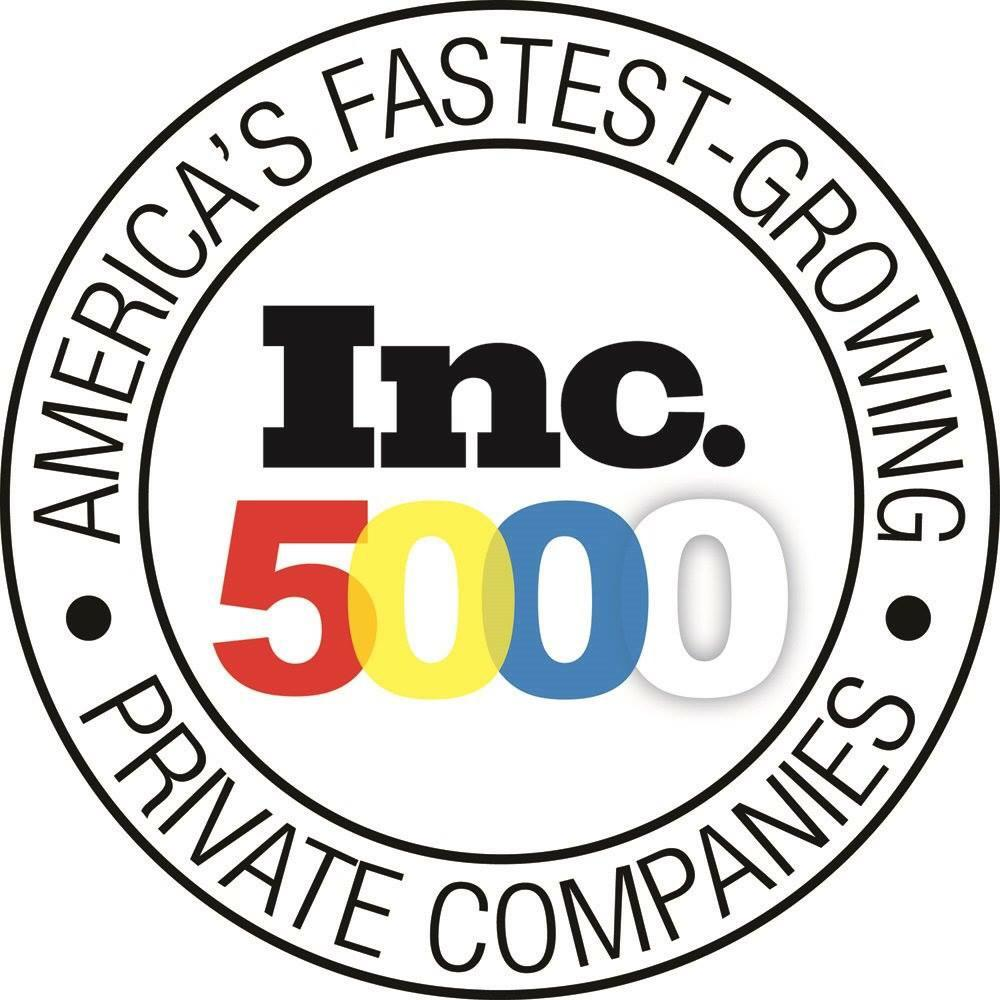 AMERICA'S FASTEST-GROWING
Inc.
5000
PRIVATE COMPANIES